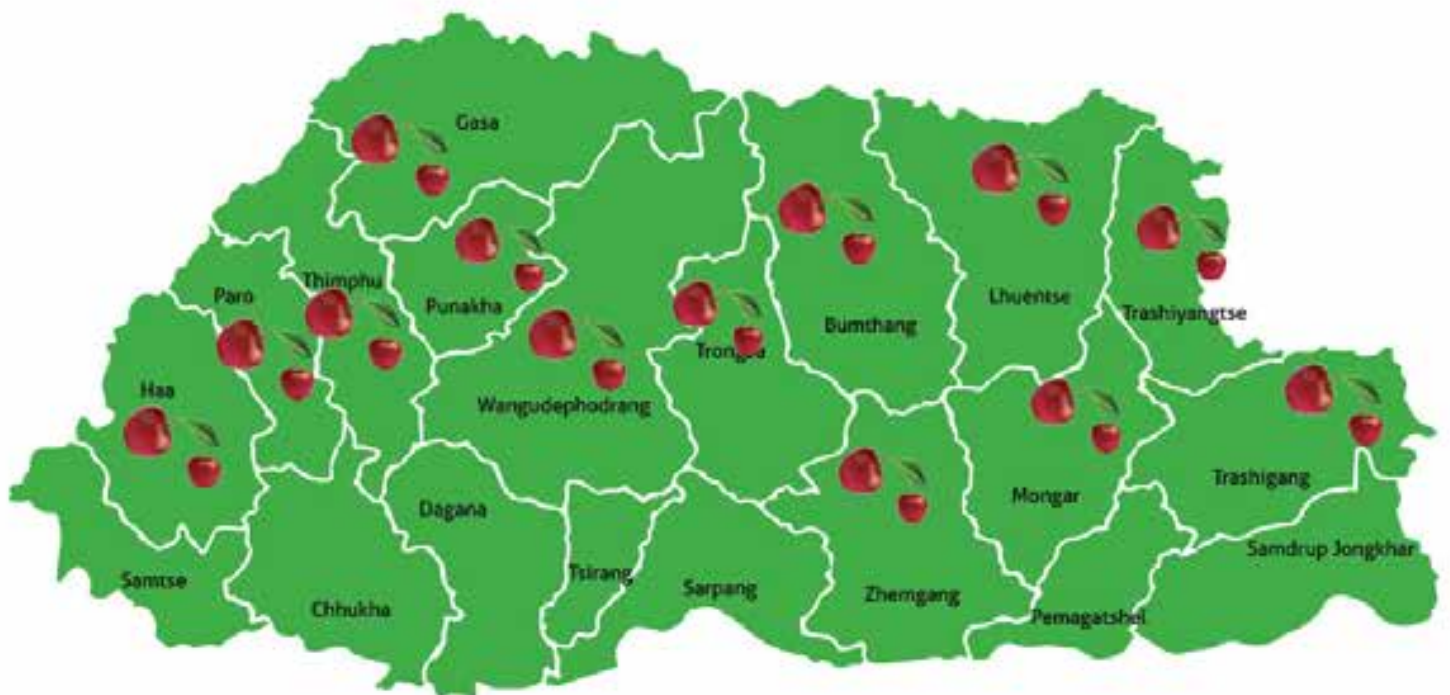 Gasa
Thimphu
Paro
Punakha
Lhuentse
Trashiyangtse
Bumthang
Haa
Wangudephodrang
Trashigang
Mongar
Dagana
Samdrup Jongkhar
Tsirang
Samtse
Sarpang
Zhemgang
Chhukha
Pemagatshel